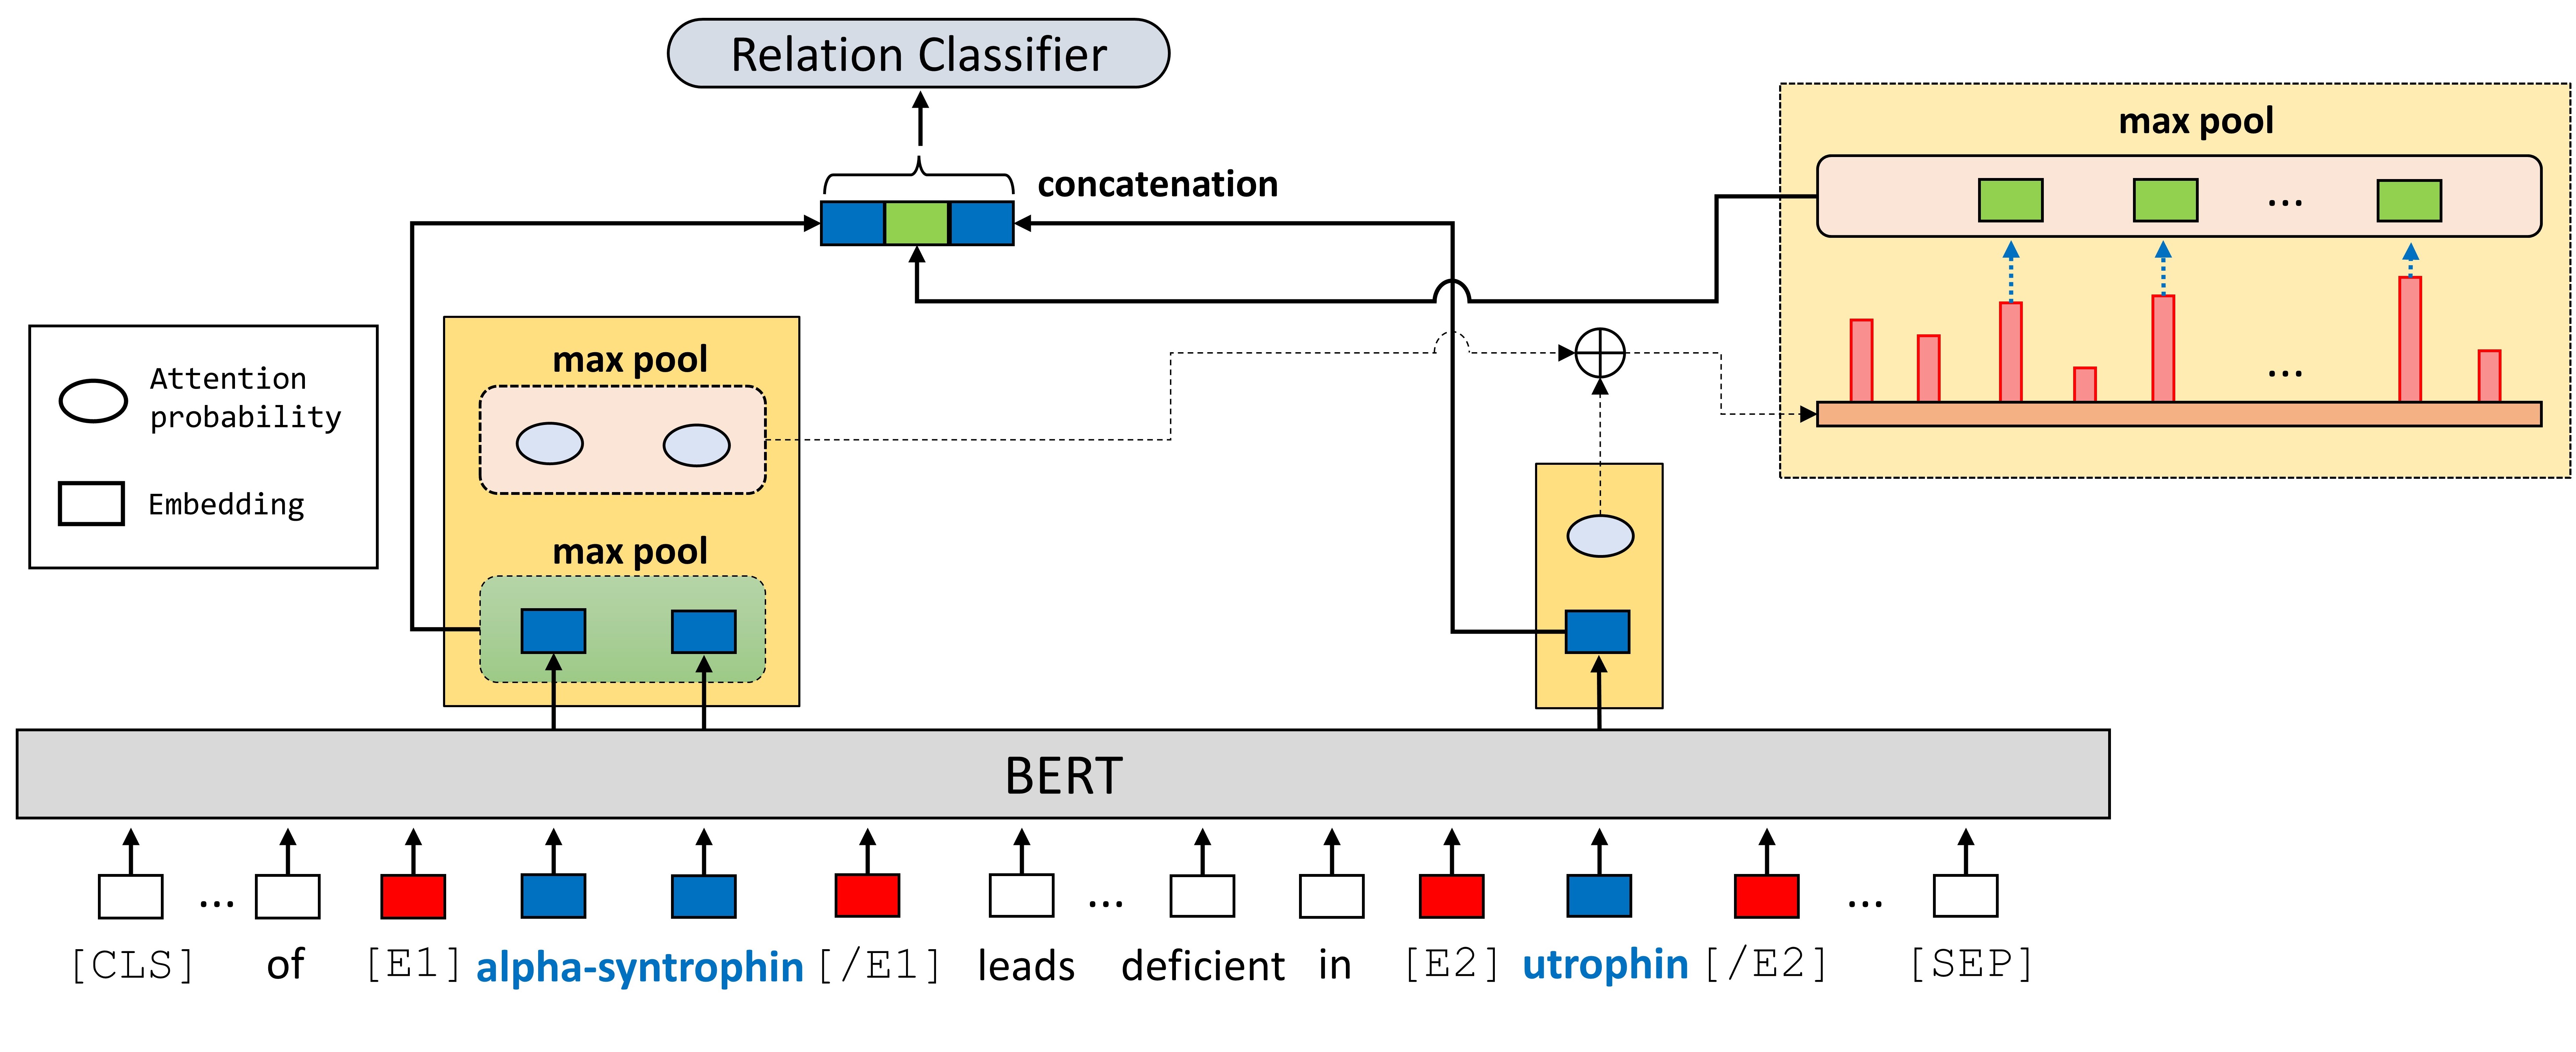 Relation Classifier
concatenation
max pool
...
...
Attention
probability
Embedding
max pool
max pool
BERT
... ... ...
[CLS] of [E1] alpha-syntrophin [/E1] leads deficient in [E2] utrophin [/E2] [SEP]